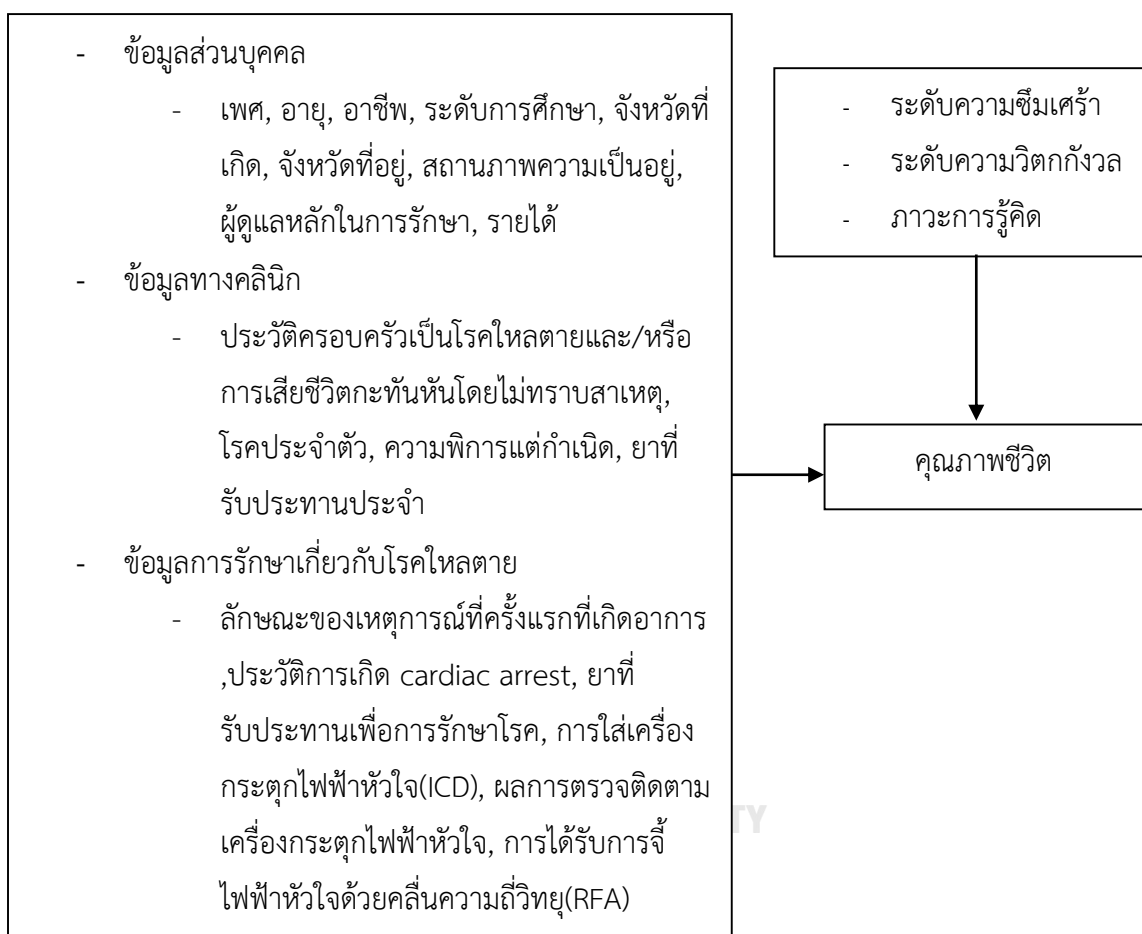 - ข้อมูลส่วนบุคคล
- เพศ, อายุ, อาชีพ, ระดับการศึกษา, จังหวัดที่
เกิด, จังหวัดที่อยู่, สถานภาพความเป็นอยู่,
ผู้ดูแลหลักในการรักษา, รายได้
- ข้อมูลทางคลินิก
- ประวัติครอบครัวเป็นโรคใหลตายและ/หรือ
การเสียชีวิตกะทันหันโดยไม่ทราบสาเหตุ,
โรคประจำตัว, ความพิการแต่กำเนิด, ยาที่
รับประทานประจำ
- ข้อมูลการรักษาเกี่ยวกับโรคใหลตาย
- ลักษณะของเหตุการณ์ที่ครั้งแรกที่เกิดอาการ
,ประวัติการเกิด cardiac arrest, ยาที่
รับประทานเพื่อการรักษาโรค, การใส่เครื่อง
กระตุกไฟฟ้าหัวใจ(ICD), ผลการตรวจติดตาม
เครื่องกระตุกไฟฟ้าหัวใจ, การได้รับการจี้
ไฟฟ้าหัวใจด้วยคลื่นความถี่วิทยุ(RFA)
- ระดับความซึมเศร้า
- ระดับความวิตกกังวล
- ภาวะการรู้คิด
คุณภาพชีวิต
TY